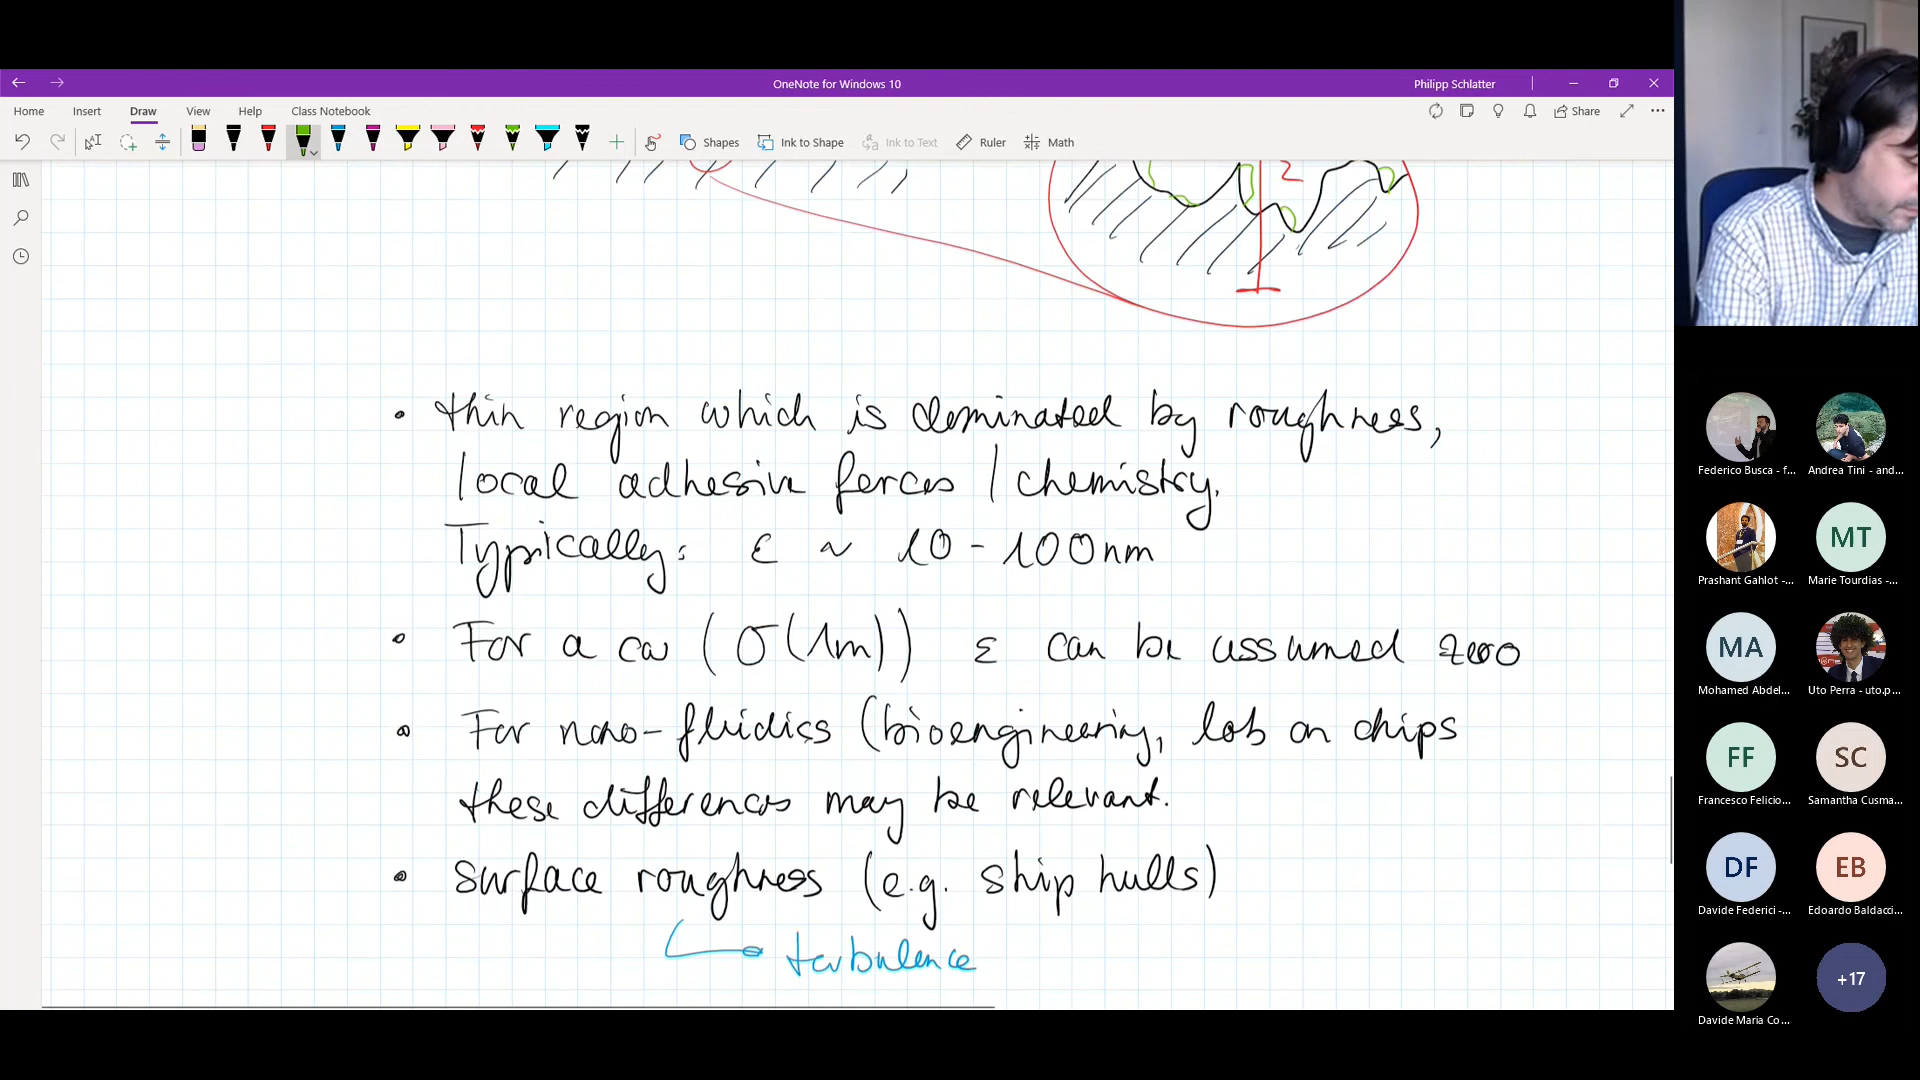 OneNote for Windows 10
Philipp Schlatter
Home Insert Draw View Help Class Notebook
Share
Shapes Ink to Shape Ink to Text Ruler Math
2
• thin region which is dominated by roughness,
local adhesive forces / chemistry.
Typically: ε ~ 10 - 100nm
• For a car (O(1m)) ε can be assumed zero
• For nano-fluidics (bioengineering, lab on chips
these differences may be relevant.
• Surface roughness (e.g. ship hulls)
turbulence
Federico Busca - f... Andrea Tini - and...
MT
Prashant Gahlot -... Marie Tourdias -...
MA
Mohamed Abdel... Uto Perra - uto.p...
FF SC
Francesco Felicio... Samantha Cusma...
DF EB
Davide Federici -... Edoardo Baldacci...
+17
Davide Maria Co...